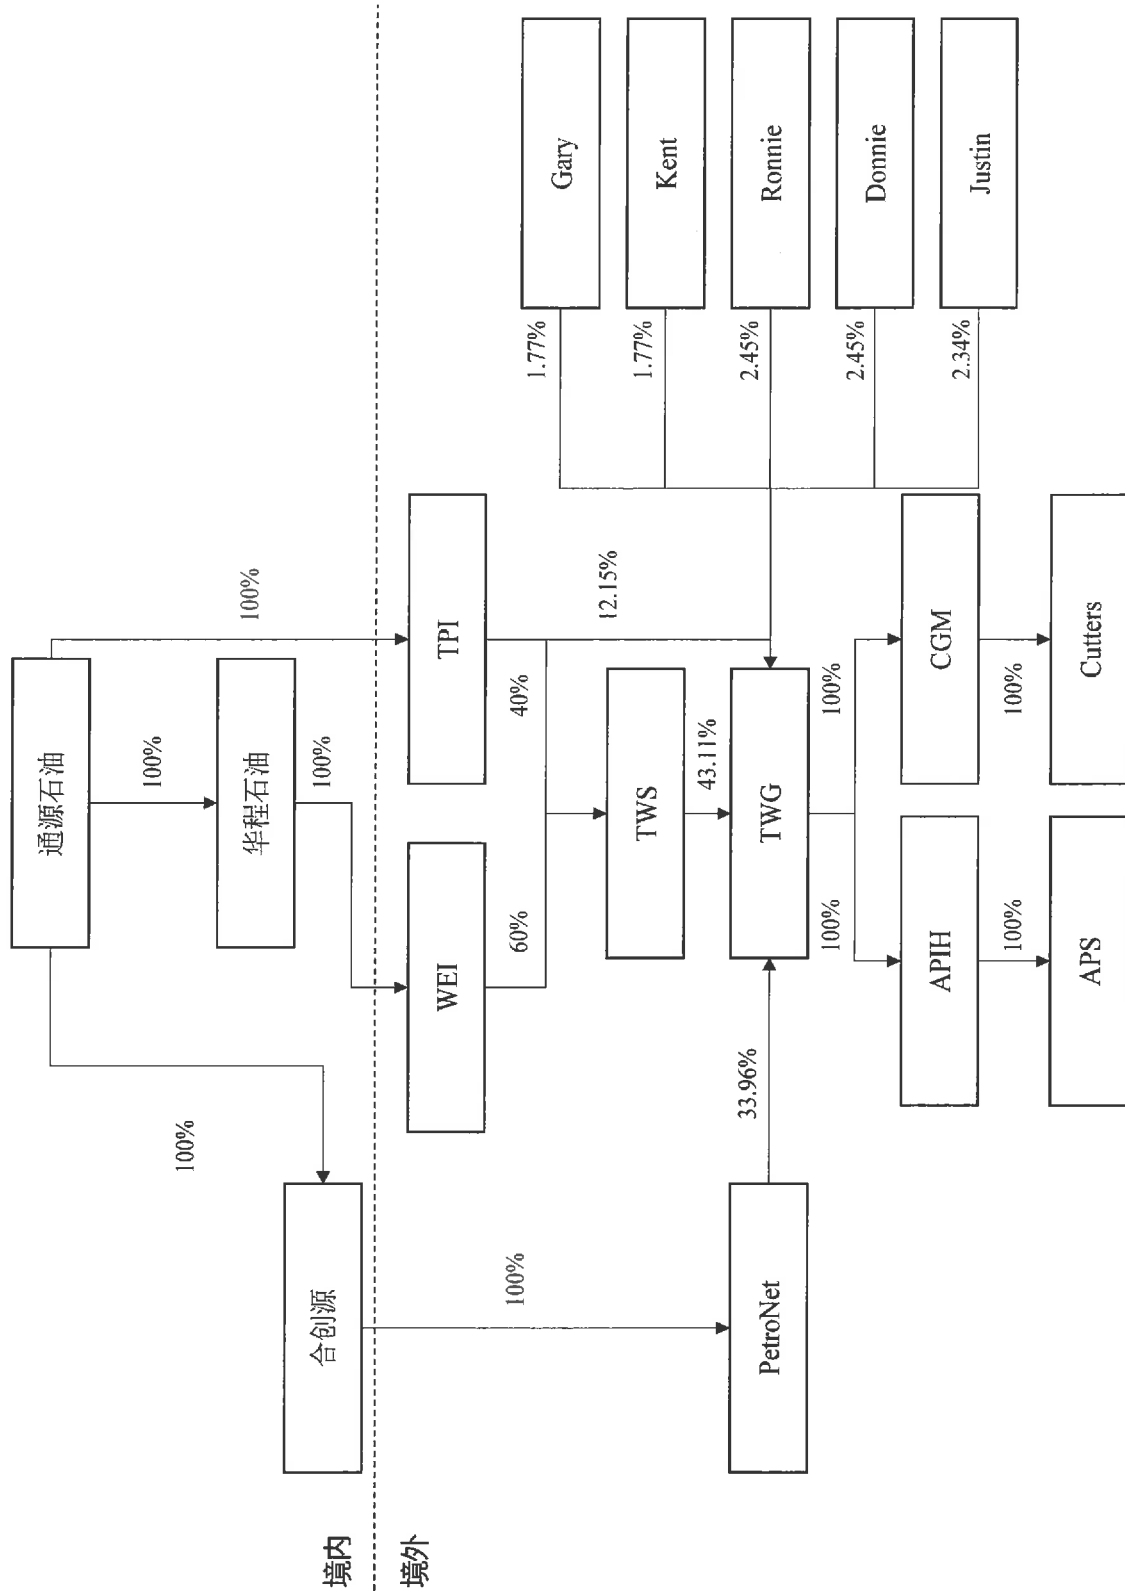 通源石油
100%
100%
100%
华程石油
100%
合创源
境内
境外
100%
WEI
TPI
60%
40%
12.15%
TWS
43.11%
Gary
1.77%
Kent
1.77%
Ronnie
2.45%
Donnie
2.45%
Justin
2.34%
PetroNet
33.96%
TWG
100%
100%
APIH
CGM
100%
100%
APS
Cutters